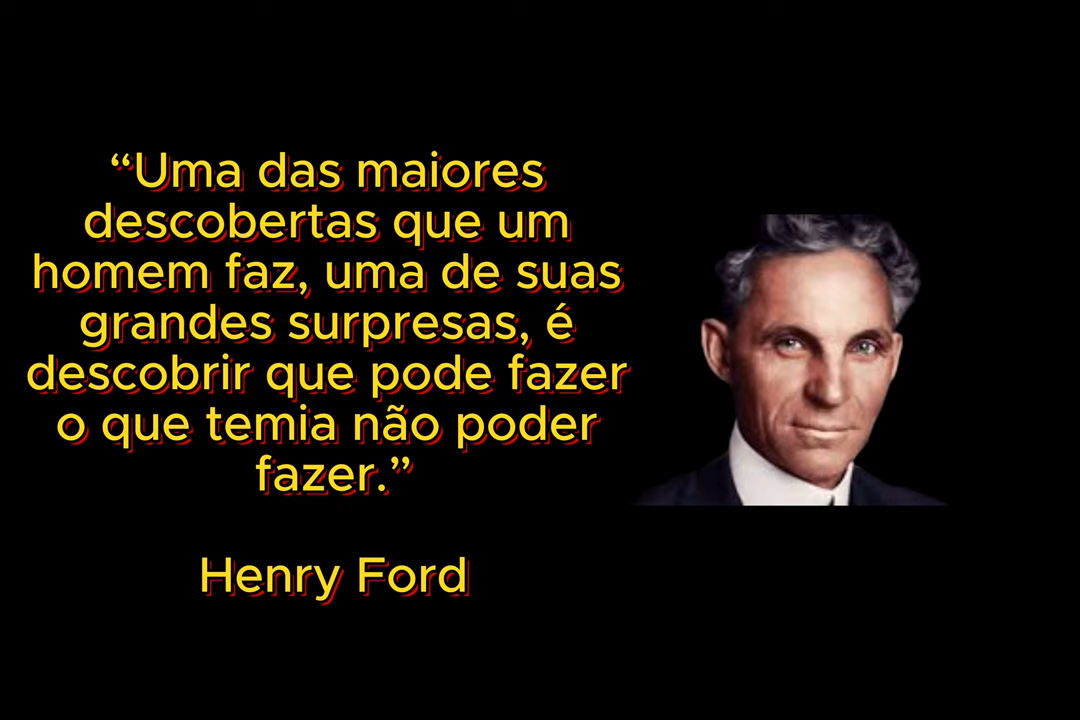 “Uma das maiores
descobertas que um
homem faz, uma de suas
grandes surpresas, é
descobrir que pode fazer
o que temia não poder
fazer.”
Henry Ford